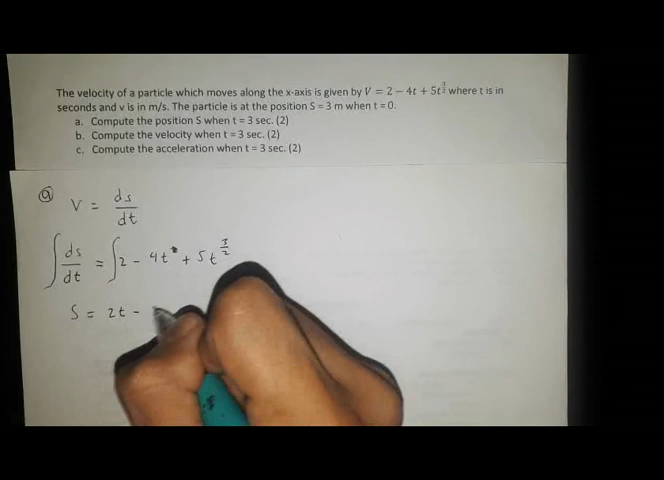 The velocity of a particle which moves along the x-axis is given by V = 2 − 4t + 5t^{3/2} where t is in
seconds and v is in m/s. The particle is at the position S = 3 m when t = 0.
a. Compute the position S when t = 3 sec. (2)
b. Compute the velocity when t = 3 sec. (2)
c. Compute the acceleration when t = 3 sec. (2)
a V = ds/dt
∫ ds/dt = ∫ 2 - 4t + 5t^{3/2}
S = 2t -